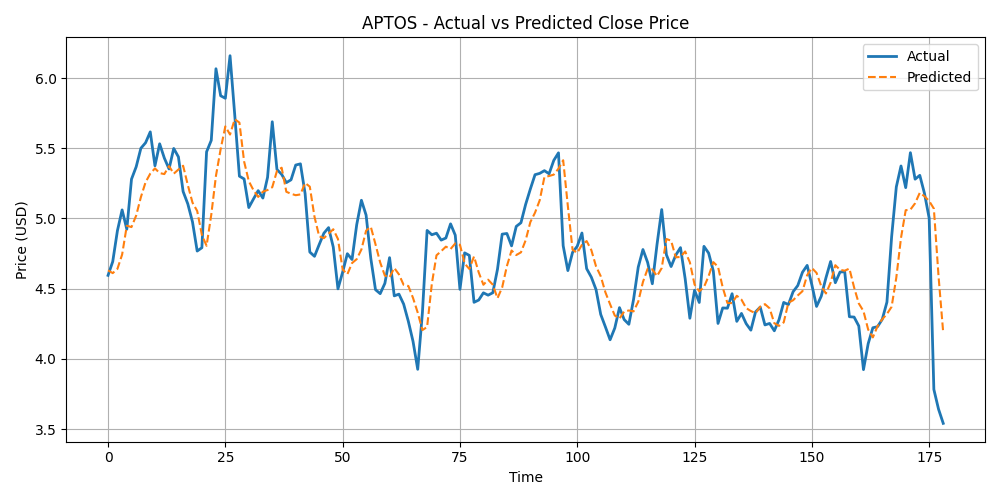 APTOS - Actual vs Predicted Close Price
Actual
Predicted
Price (USD)
6.0
5.5
5.0
4.5
4.0
3.5
0 25 50 75 100 125 150 175
Time